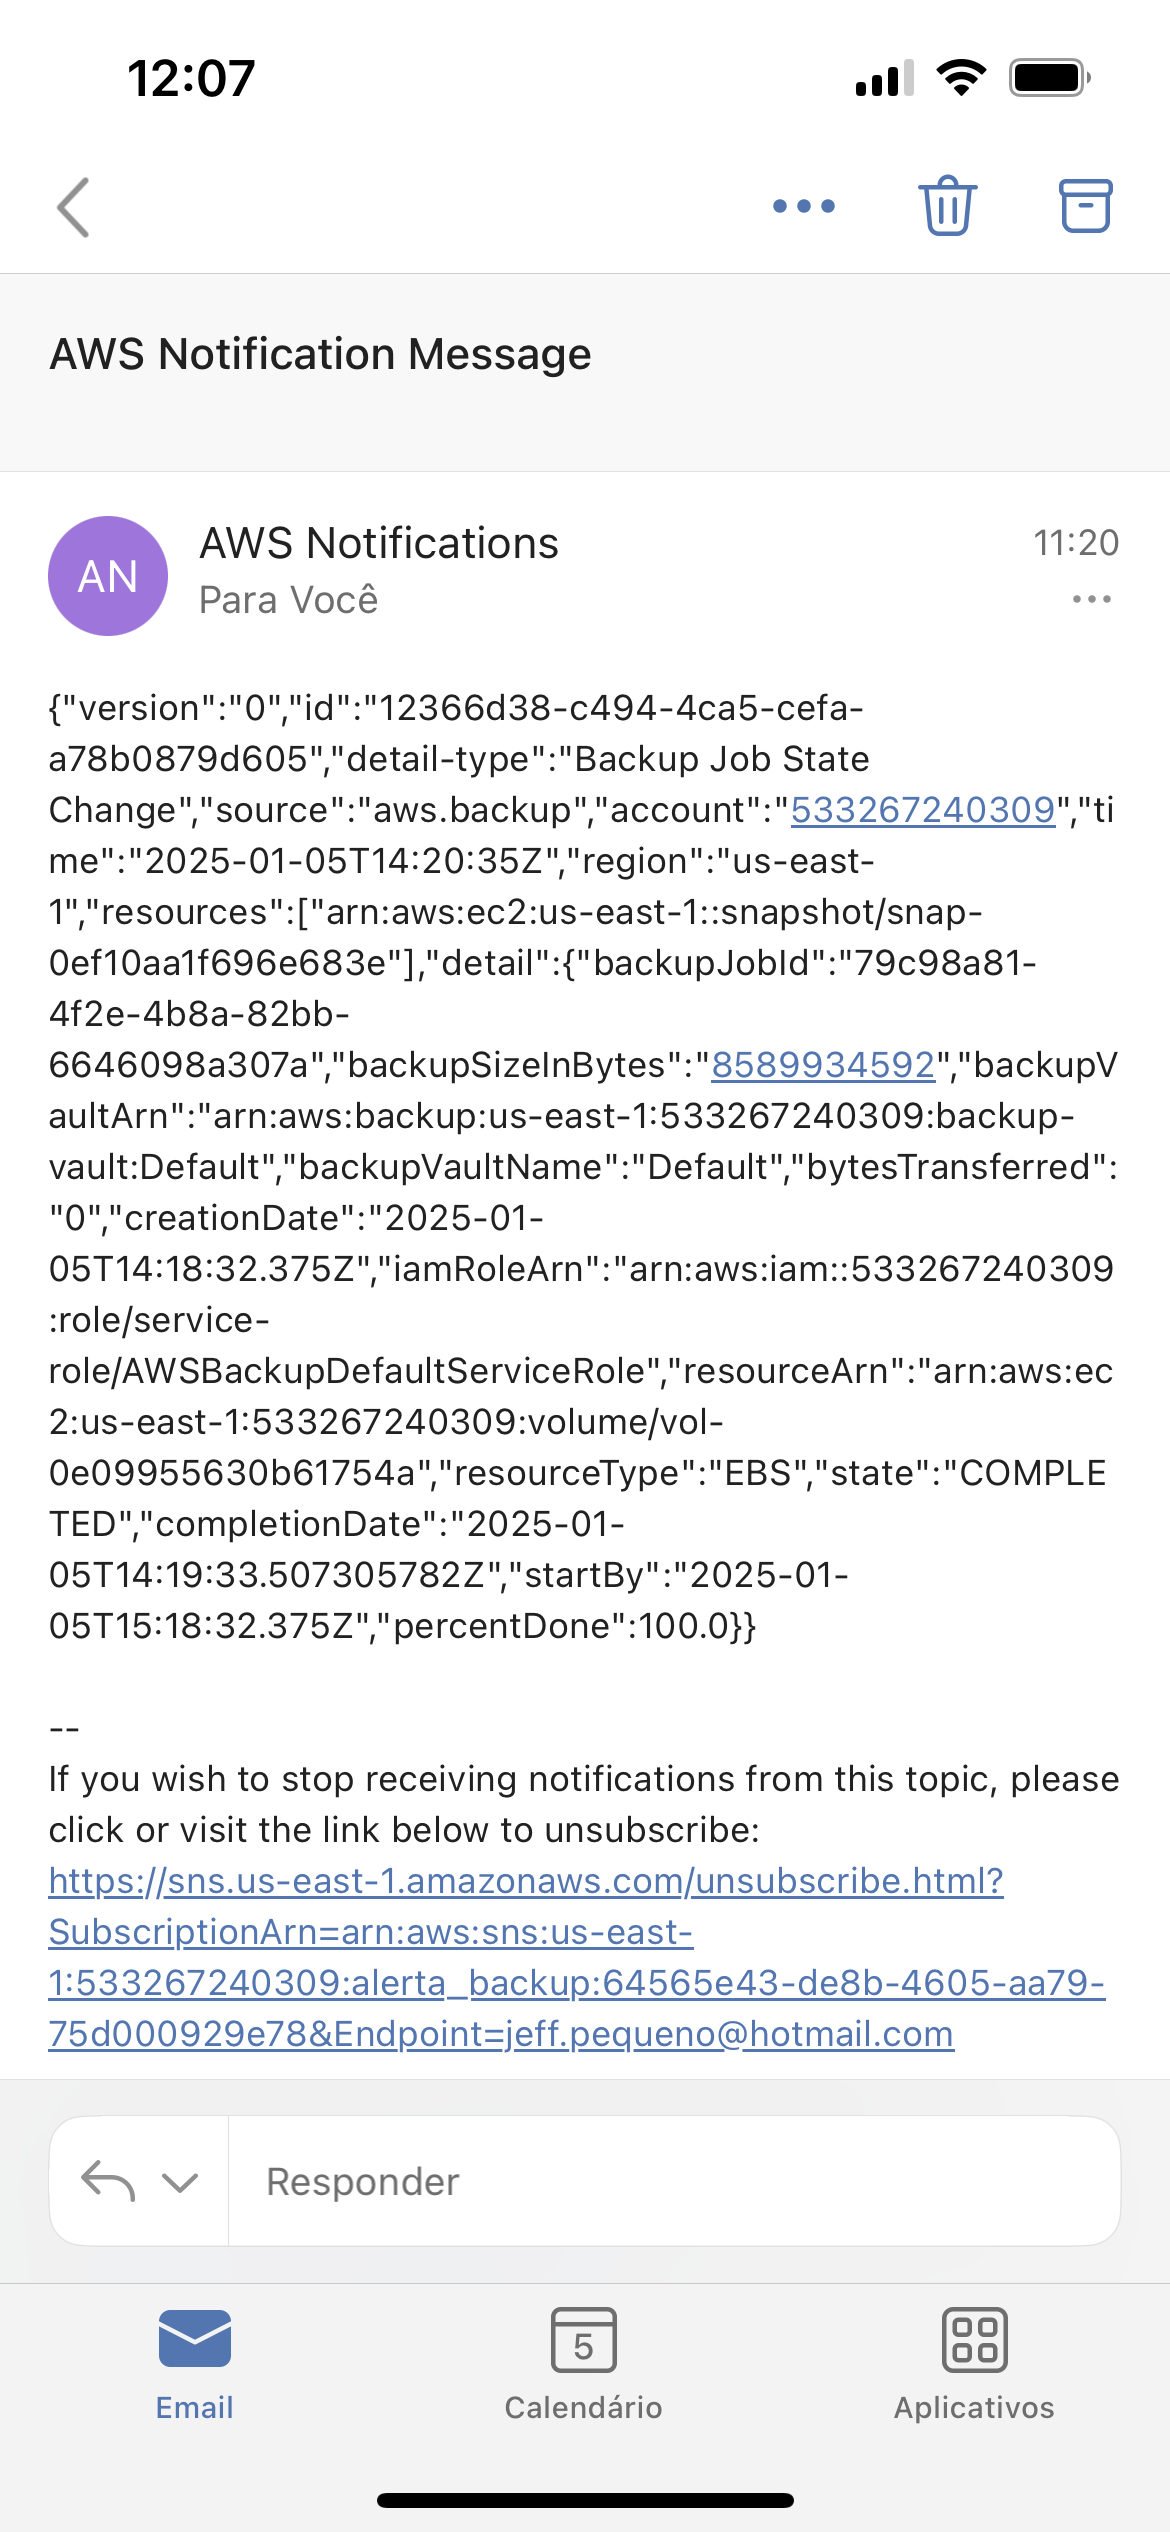 12:07
AWS Notification Message
AN
AWS Notifications
11:20
Para Você
{"version":"0","id":"12366d38-c494-4ca5-cefa-
a78b0879d605","detail-type":"Backup Job State
Change","source":"aws.backup","account":"533267240309","ti
me":"2025-01-05T14:20:35Z","region":"us-east-
1","resources":["arn:aws:ec2:us-east-1::snapshot/snap-
0ef10aa1f696e683e"],"detail":{"backupJobId":"79c98a81-
4f2e-4b8a-82bb-
6646098a307a","backupSizeInBytes":"8589934592","backupV
aultArn":"arn:aws:backup:us-east-1:533267240309:backup-
vault:Default","backupVaultName":"Default","bytesTransferred":
"0","creationDate":"2025-01-
05T14:18:32.375Z","iamRoleArn":"arn:aws:iam::533267240309
:role/service-
role/AWSBackupDefaultServiceRole","resourceArn":"arn:aws:ec
2:us-east-1:533267240309:volume/vol-
0e09955630b61754a","resourceType":"EBS","state":"COMPLE
TED","completionDate":"2025-01-
05T14:19:33.507305782Z","startBy":"2025-01-
05T15:18:32.375Z","percentDone":100.0}}
--
If you wish to stop receiving notifications from this topic, please
click or visit the link below to unsubscribe:
https://sns.us-east-1.amazonaws.com/unsubscribe.html?
SubscriptionArn=arn:aws:sns:us-east-
1:533267240309:alerta_backup:64565e43-de8b-4605-aa79-
75d000929e78&Endpoint=jeff.pequeno@hotmail.com
Responder
5
Email
Calendário
Aplicativos